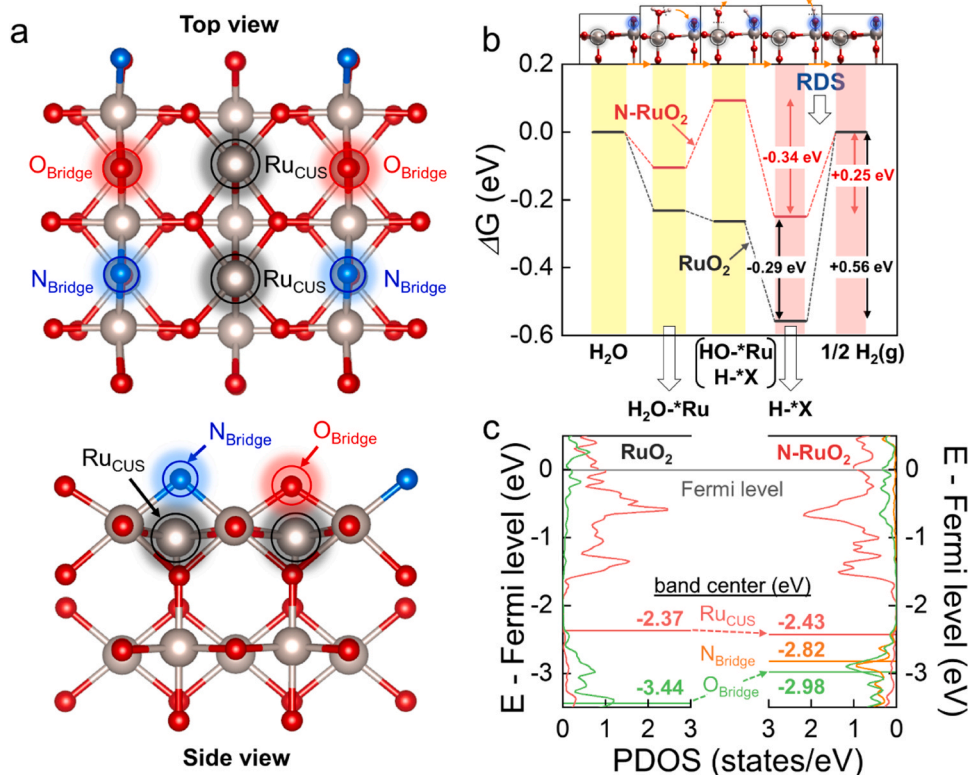 a
Top view
O_Bridge
Ru_CUS
O_Bridge
N_Bridge
Ru_CUS
N_Bridge
N_Bridge
O_Bridge
Ru_CUS
Side view
b
ΔG (eV)
0.2
0.0
-0.2
-0.4
-0.6
RDS
N-RuO₂
RuO₂
-0.34 eV
+0.25 eV
-0.29 eV
+0.56 eV
H₂O
HO-*Ru
H-*X
1/2 H₂(g)
H₂O-*Ru
H-*X
c
E - Fermi level (eV)
0
-1
-2
-3
RuO₂
N-RuO₂
Fermi level
band center (eV)
-2.37
Ru_CUS
-2.43
N_Bridge
-2.82
-3.44
O_Bridge
-2.98
0
-1
-2
-3
E - Fermi level (eV)
0 1 2 3 3 2 1 0
PDOS (states/eV)